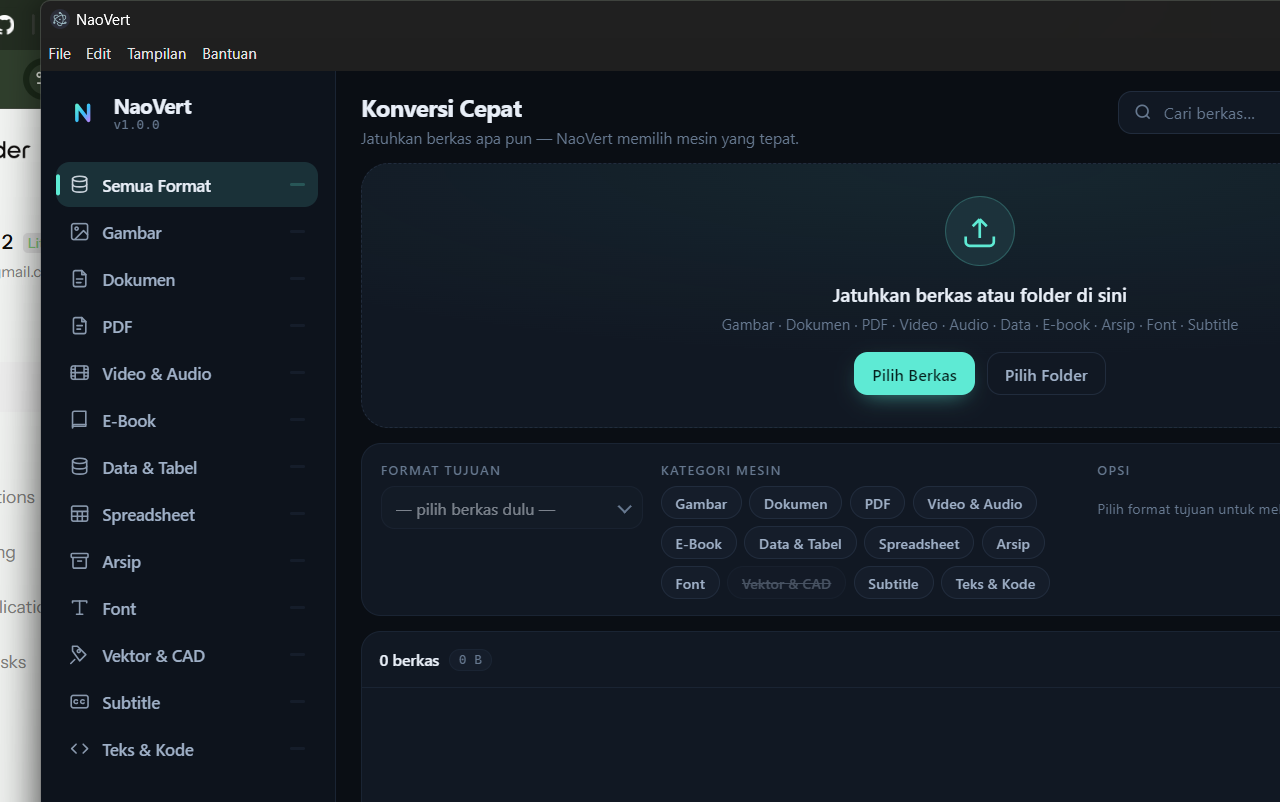 NaoVert
File Edit Tampilan Bantuan
NaoVert
v1.0.0
Semua Format
Gambar
Dokumen
PDF
Video & Audio
E-Book
Data & Tabel
Spreadsheet
Arsip
Font
Vektor & CAD
Subtitle
Teks & Kode
Konversi Cepat
Jatuhkan berkas apa pun — NaoVert memilih mesin yang tepat.
Cari berkas...
Jatuhkan berkas atau folder di sini
Gambar · Dokumen · PDF · Video · Audio · Data · E-book · Arsip · Font · Subtitle
Pilih Berkas Pilih Folder
FORMAT TUJUAN
— pilih berkas dulu —
KATEGORI MESIN
Gambar Dokumen PDF Video & Audio
E-Book Data & Tabel Spreadsheet Arsip
Font Vektor & CAD Subtitle Teks & Kode
OPSI
Pilih format tujuan untuk
0 berkas 0 B
der
2
gmail.c
tions
ng
licatio
sks